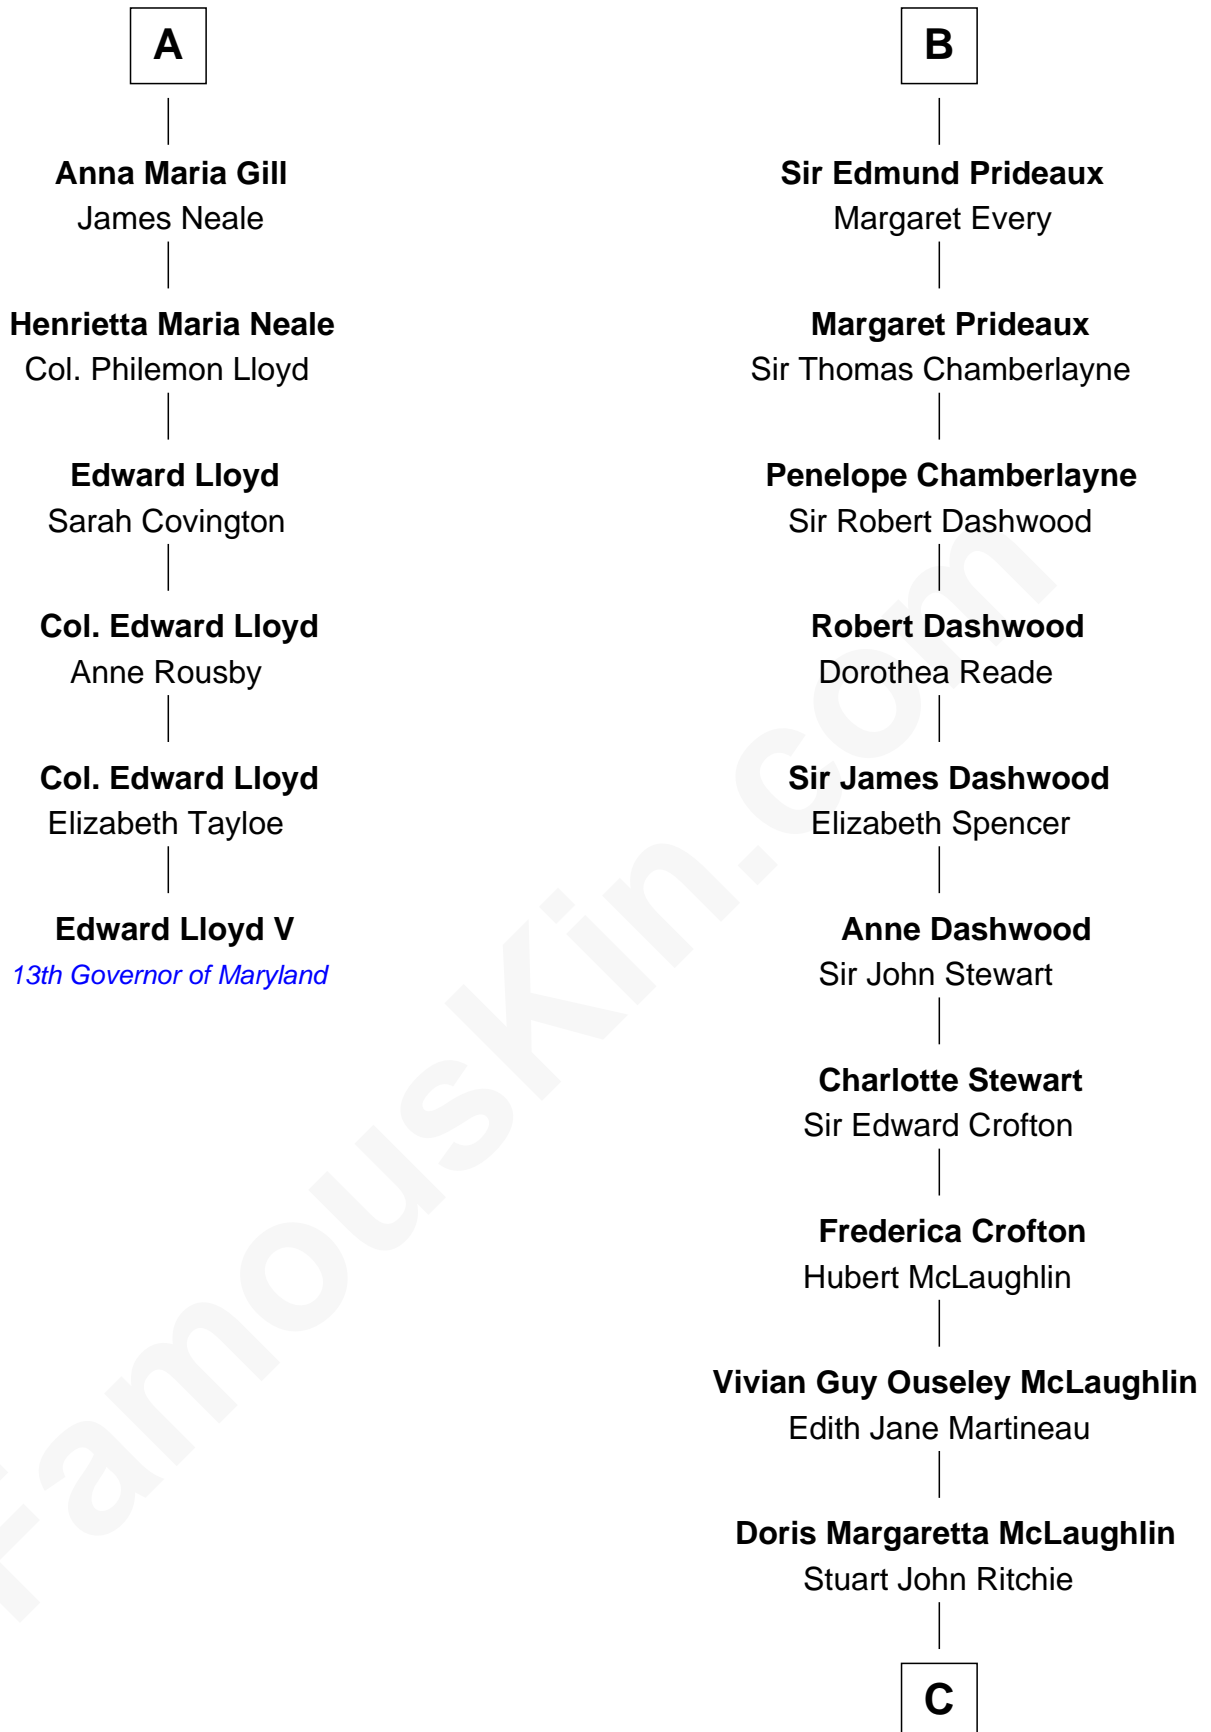 A
Anna Maria Gill
James Neale
Henrietta Maria Neale
Col. Philemon Lloyd
Edward Lloyd
Sarah Covington
Col. Edward Lloyd
Anne Rousby
Col. Edward Lloyd
Elizabeth Tayloe
Edward Lloyd V
13th Governor of Maryland
B
Sir Edmund Prideaux
Margaret Every
Margaret Prideaux
Sir Thomas Chamberlayne
Penelope Chamberlayne
Sir Robert Dashwood
Robert Dashwood
Dorothea Reade
Sir James Dashwood
Elizabeth Spencer
Anne Dashwood
Sir John Stewart
Charlotte Stewart
Sir Edward Crofton
Frederica Crofton
Hubert McLaughlin
Vivian Guy Ouseley McLaughlin
Edith Jane Martineau
Doris Margaretta McLaughlin
Stuart John Ritchie
C
FamousKin.com